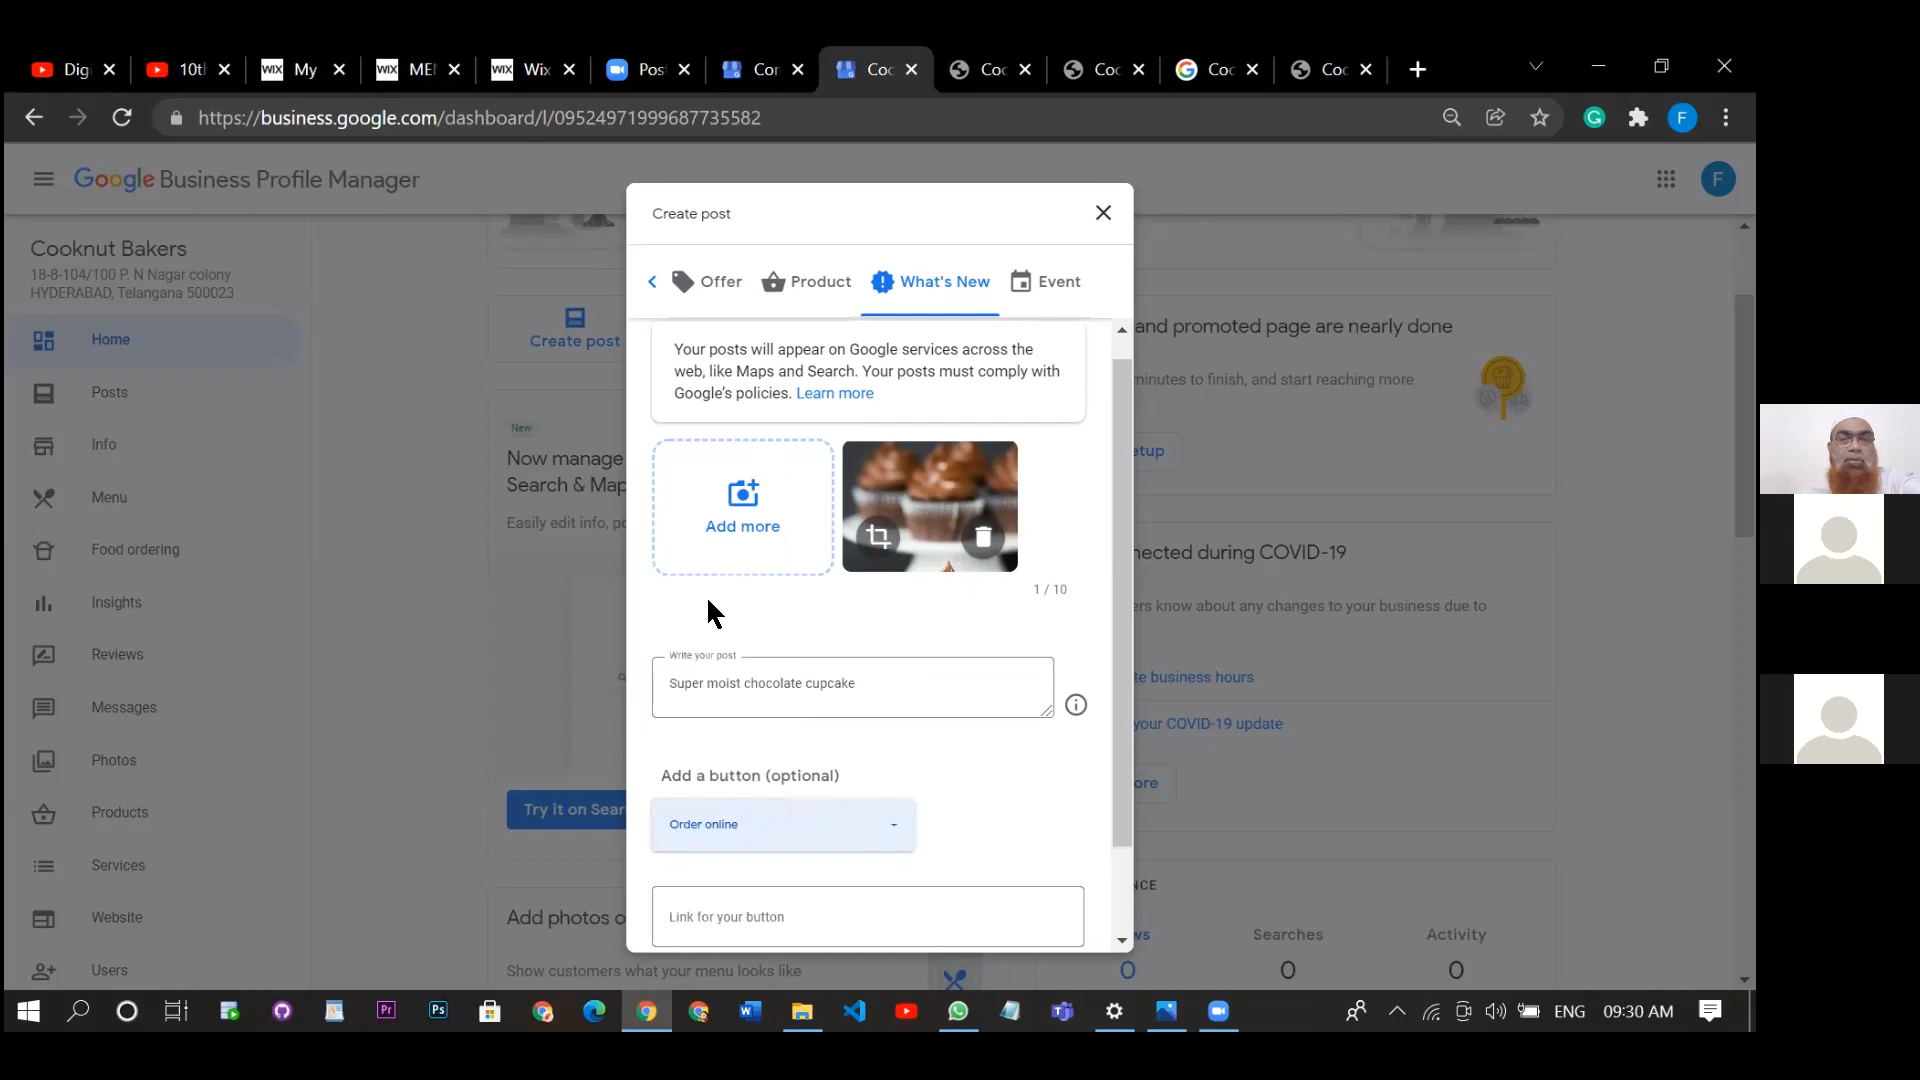 Digi
10th
WIX My
WIX MEN
WIX Wix
Pos
Cor
Coc
Coc
Coc
Coc
Coc
https://business.google.com/dashboard/l/09524971999687735582
F
Google Business Profile Manager
F
Cooknut Bakers
18-8-104/100 P. N Nagar colony
HYDERABAD, Telangana 500023
Home
Posts
Info
Menu
Food ordering
Insights
Reviews
Messages
Photos
Products
Services
Website
Users
Create post
New
Now manage
Search & Map
Easily edit info, po
Try it on Sear
Add photos o
Show customers what your menu looks like
Create post
Offer
Product
What's New
Event
Your posts will appear on Google services across the
web, like Maps and Search. Your posts must comply with
Google's policies. Learn more
Add more
1 / 10
Write your post
Super moist chocolate cupcake
Add a button (optional)
Order online
Link for your button
and promoted page are nearly done
minutes to finish, and start reaching more
etup
nected during COVID-19
ers know about any changes to your business due to
te business hours
your COVID-19 update
ore
NCE
ws
Searches
Activity
0
0
0
ENG
09:30 AM